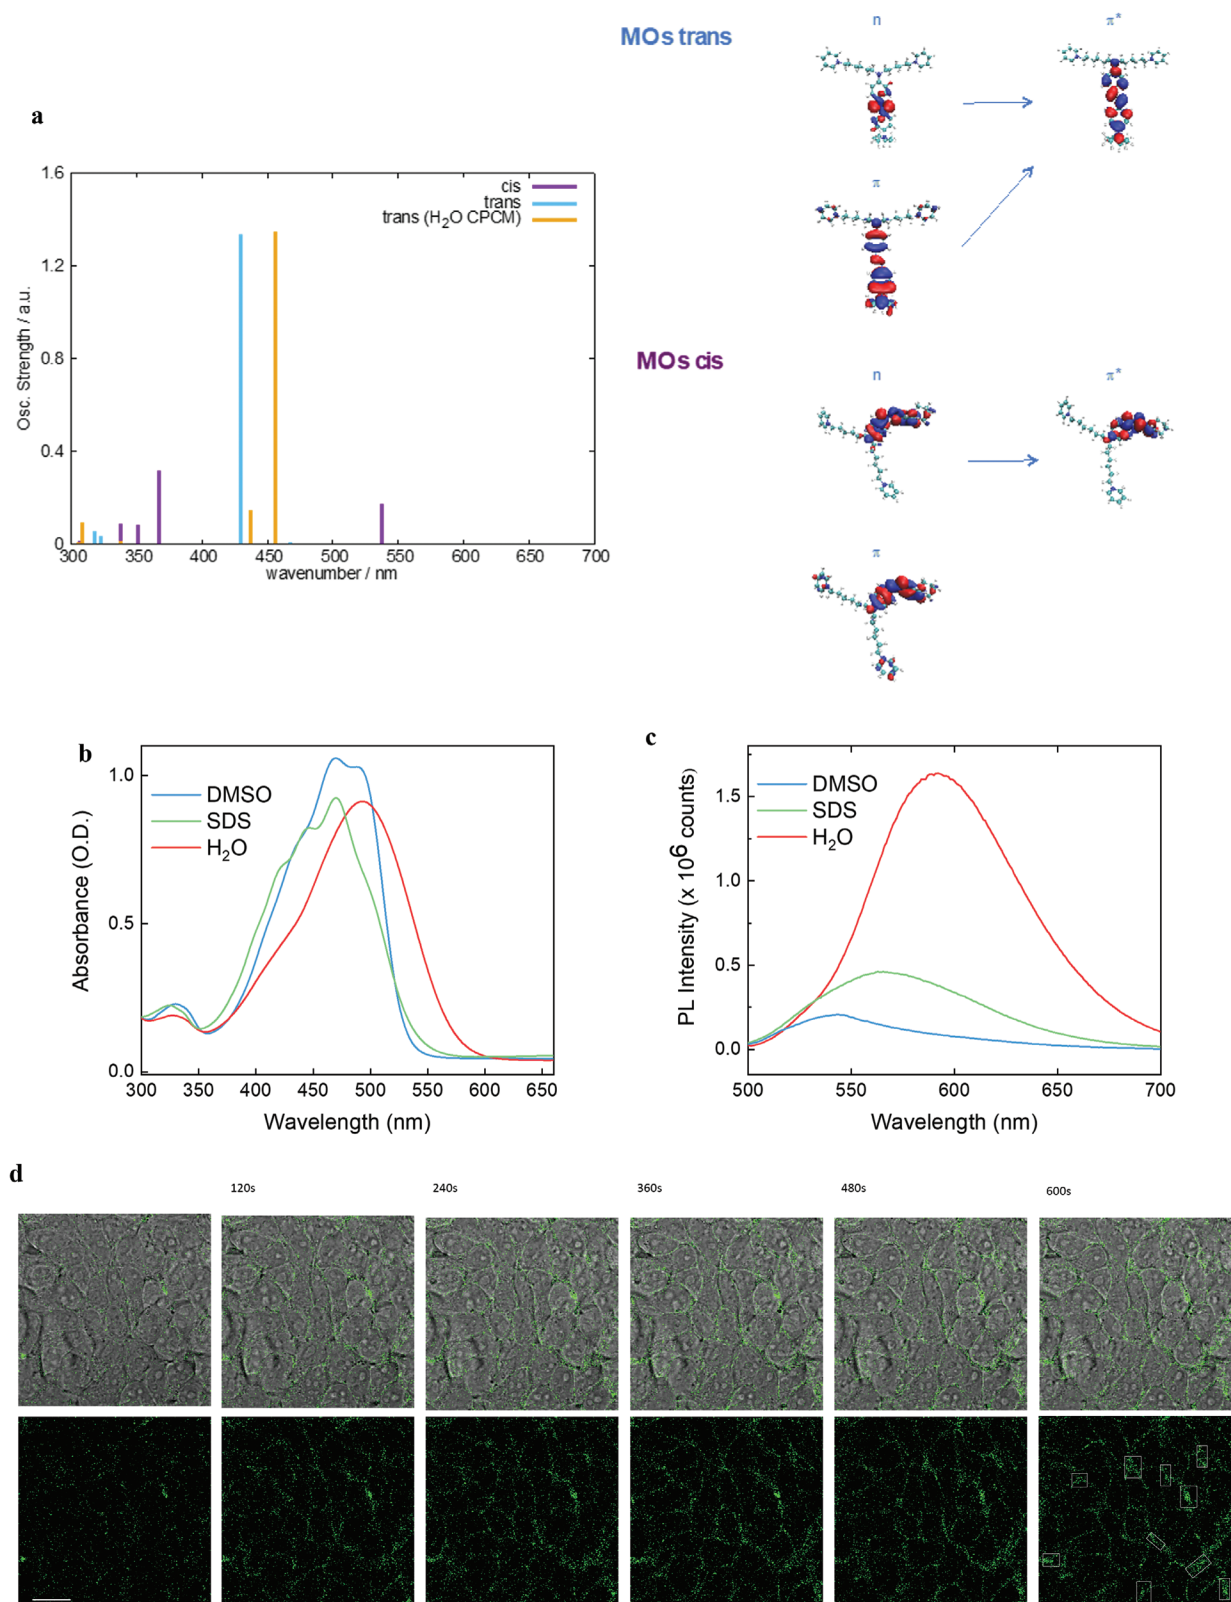 a
1.6
1.2
0.8
0.4
0
Osc. Strength / a.u.
cis
trans
trans (H₂O CPCM)
300 350 400 450 500 550 600 650 700
wavenumber / nm
MOs trans
n
π*
π
MOs cis
n
π*
π
b
1.0
0.5
0.0
Absorbance (O.D.)
DMSO
SDS
H₂O
300 350 400 450 500 550 600 650
Wavelength (nm)
c
1.5
1.0
0.5
0.0
PL Intensity (x 10⁶ counts)
DMSO
SDS
H₂O
500 550 600 650 700
Wavelength (nm)
d
120s 240s 360s 480s 600s